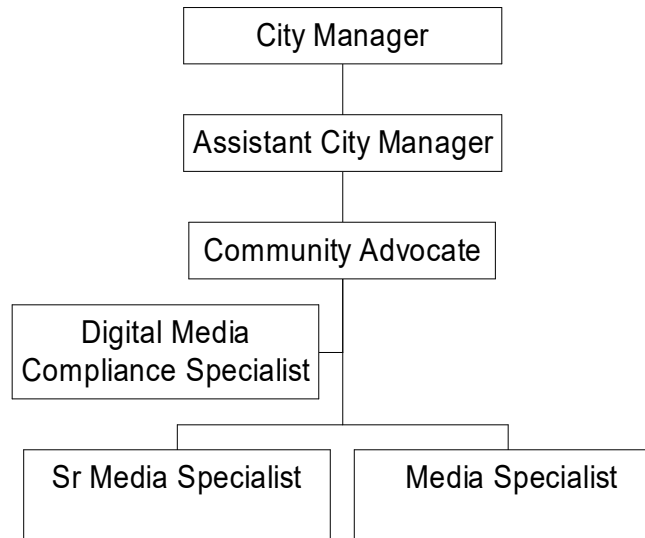 City Manager
Assistant City Manager
Community Advocate
Digital Media
Compliance Specialist
Sr Media Specialist
Media Specialist